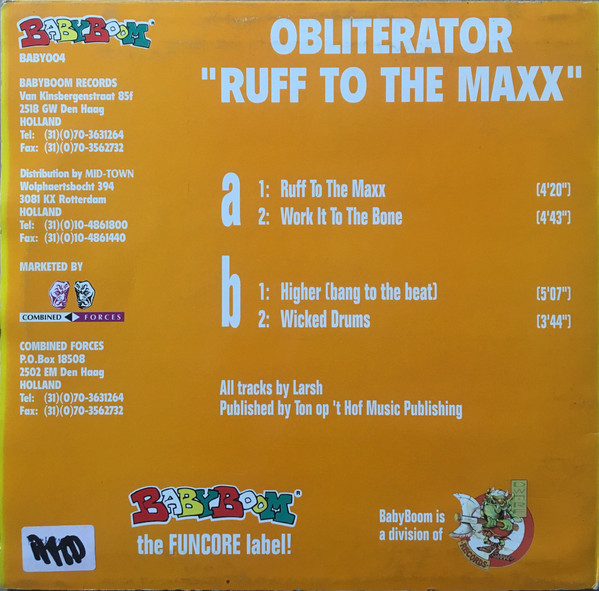 BABYBOOM®
BABY004
BABYBOOM RECORDS
Van Kinsbergenstraat 85f
2518 GW Den Haag
HOLLAND
Tel: (31)(0)70-3631264
Fax: (31)(0)70-3562732
Distribution by MID-TOWN
Wolphaertsbocht 394
3081 KX Rotterdam
HOLLAND
Tel: (31)(0)10-4861800
Fax: (31)(0)10-4861440
MARKETED BY
COMBINED FORCES
COMBINED FORCES
P.O.Box 18508
2502 EM Den Haag
HOLLAND
Tel: (31)(0)70-3631264
Fax: (31)(0)70-3562732
OBLITERATOR
"RUFF TO THE MAXX"
a
1: Ruff To The Maxx (4'20")
2: Work It To The Bone (4'43")
b
1: Higher (bang to the beat) (5'07")
2: Wicked Drums (3'44")
All tracks by Larsh
Published by Ton op 't Hof Music Publishing
BABYBOOM®
the FUNCORE label!
BabyBoom is
a division of
RECORDS